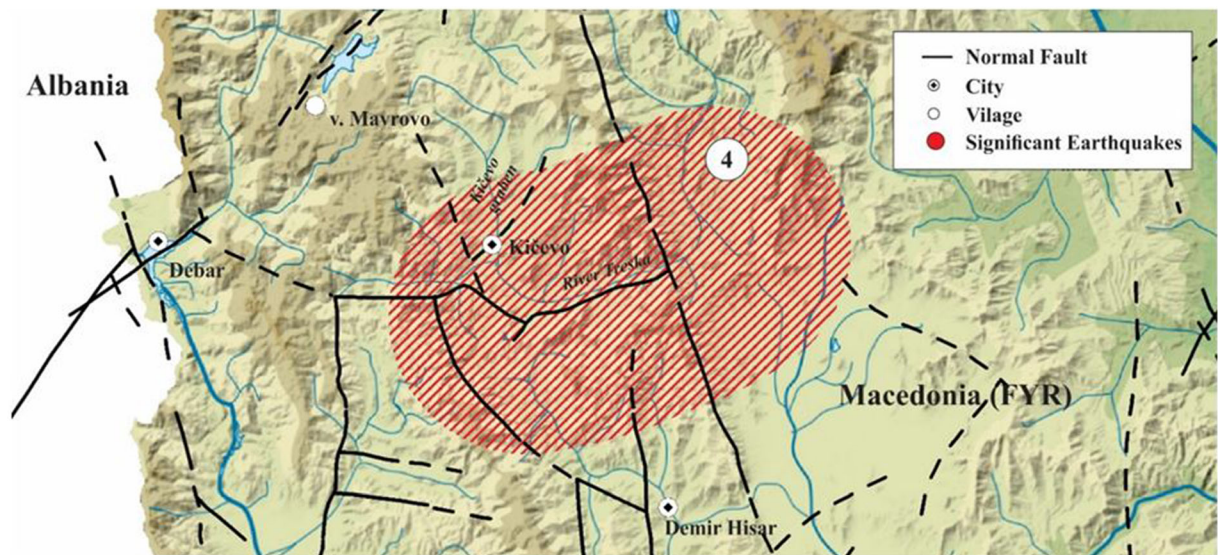 Albania
v. Mavrovo
Debar
Kičevo
graben
Kičevo
River Treska
4
Macedonia (FYR)
Demir Hisar
Normal Fault
City
Vilage
Significant Earthquakes